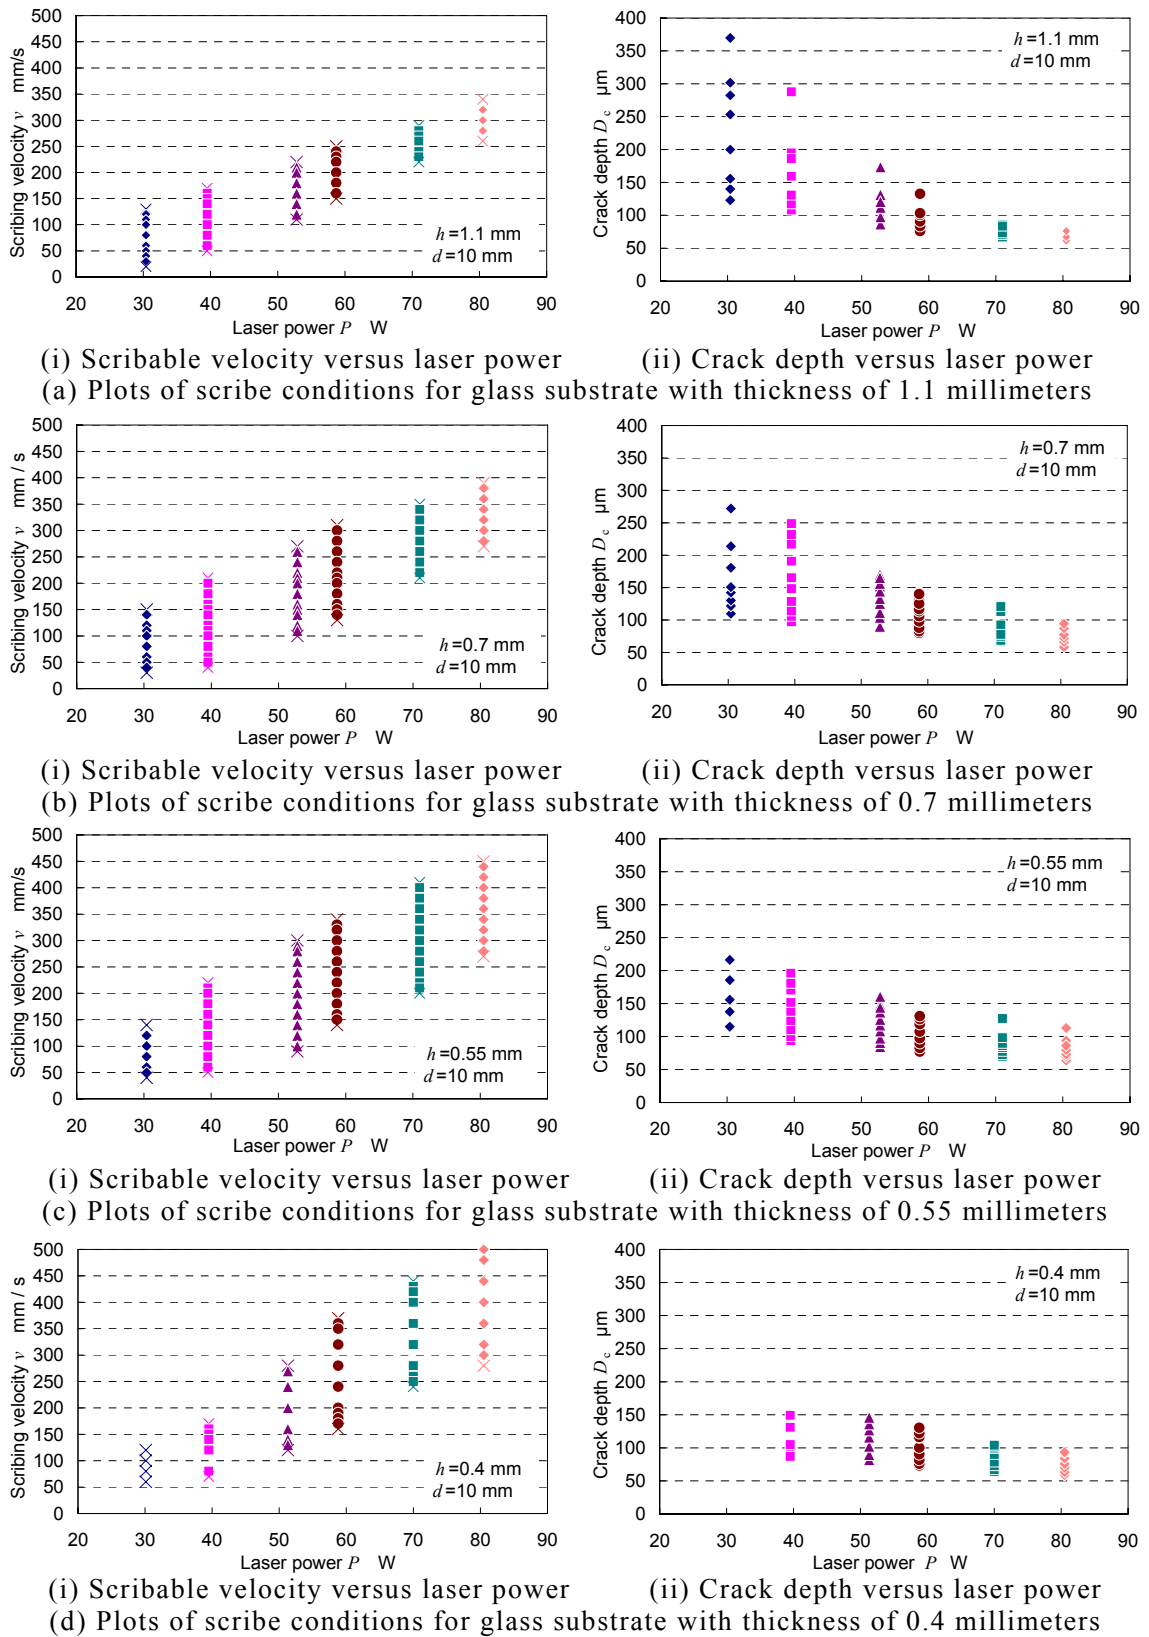 500
450
400
350
300
250
200
150
100
50
0
Scribing velocity v mm/s
h=1.1 mm
d=10 mm
20 30 40 50 60 70 80 90
Laser power P W
400
350
300
250
200
150
100
50
0
Crack depth Dc μm
h=1.1 mm
d=10 mm
20 30 40 50 60 70 80 90
Laser power P W
(i) Scribable velocity versus laser power
(ii) Crack depth versus laser power
(a) Plots of scribe conditions for glass substrate with thickness of 1.1 millimeters
500
450
400
350
300
250
200
150
100
50
0
Scribing velocity v mm / s
h=0.7 mm
d=10 mm
20 30 40 50 60 70 80 90
Laser power P W
400
350
300
250
200
150
100
50
0
Crack depth Dc μm
h=0.7 mm
d=10 mm
20 30 40 50 60 70 80 90
Laser power P W
(i) Scribable velocity versus laser power
(ii) Crack depth versus laser power
(b) Plots of scribe conditions for glass substrate with thickness of 0.7 millimeters
500
450
400
350
300
250
200
150
100
50
0
Scribing velocity v mm/s
h=0.55 mm
d=10 mm
20 30 40 50 60 70 80 90
Laser power P W
400
350
300
250
200
150
100
50
0
Crack depth Dc μm
h=0.55 mm
d=10 mm
20 30 40 50 60 70 80 90
Laser power P W
(i) Scribable velocity versus laser power
(ii) Crack depth versus laser power
(c) Plots of scribe conditions for glass substrate with thickness of 0.55 millimeters
500
450
400
350
300
250
200
150
100
50
0
Scribing velocity v mm / s
h=0.4 mm
d=10 mm
20 30 40 50 60 70 80 90
Laser power P W
400
350
300
250
200
150
100
50
0
Crack depth Dc μm
h=0.4 mm
d=10 mm
20 30 40 50 60 70 80 90
Laser power P W
(i) Scribable velocity versus laser power
(ii) Crack depth versus laser power
(d) Plots of scribe conditions for glass substrate with thickness of 0.4 millimeters